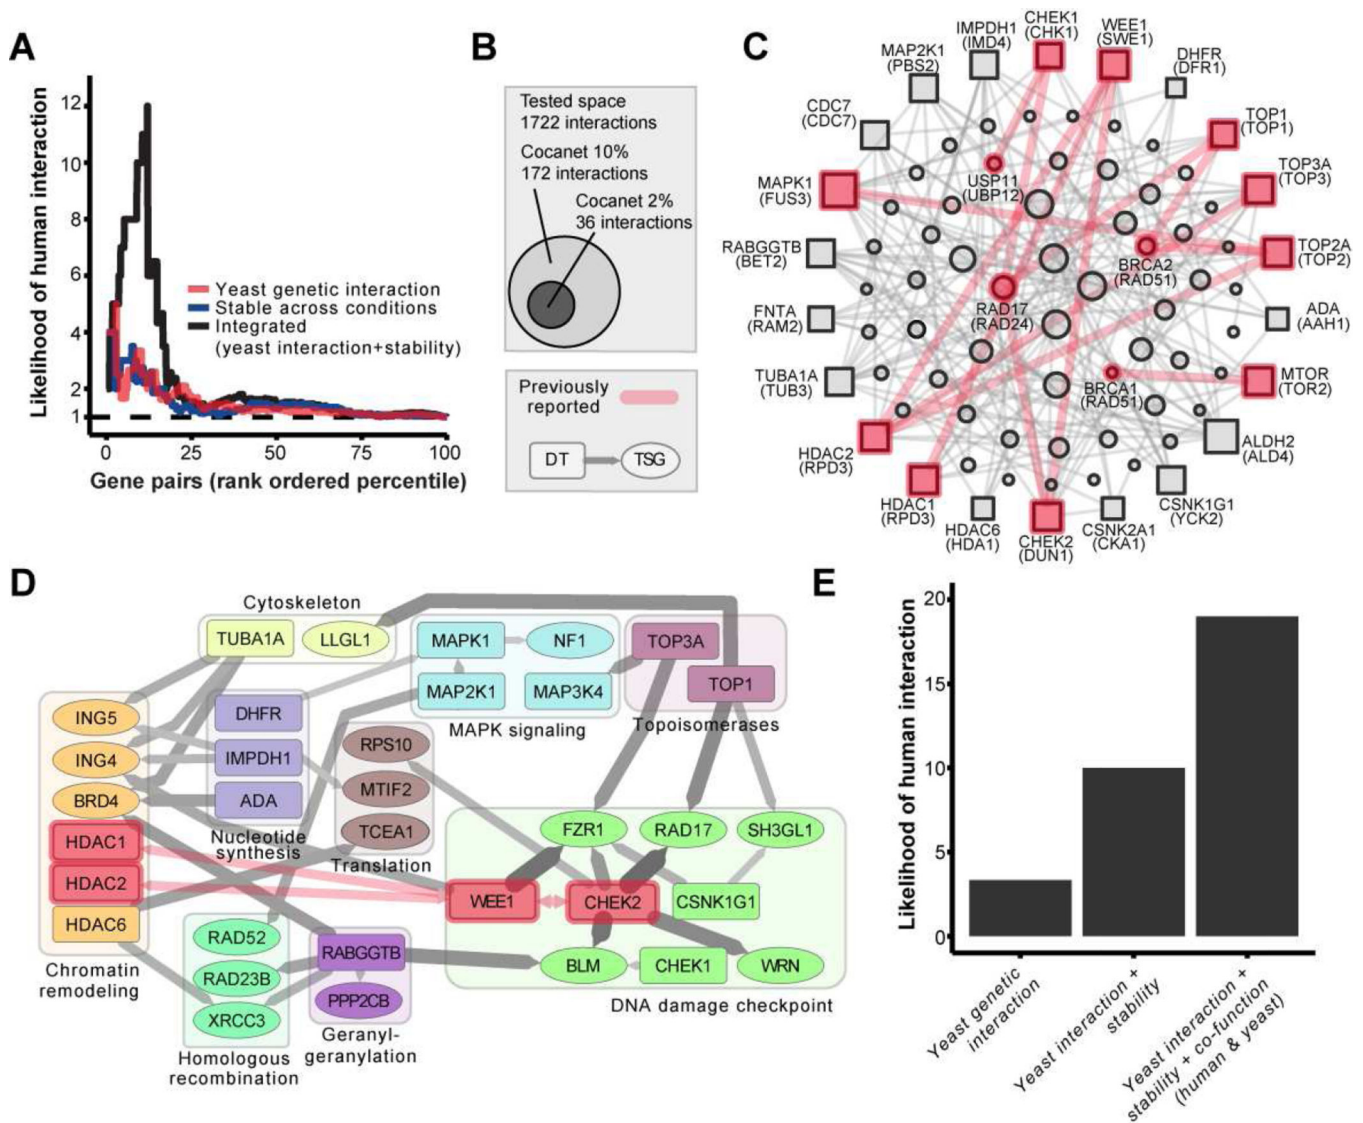 A
Likelihood of human interaction
12
10
8
6
4
2
1
0
25
50
75
100
Gene pairs (rank ordered percentile)
Yeast genetic interaction
Stable across conditions
Integrated
(yeast interaction+stability)
B
Tested space
1722 interactions
Cocanet 10%
172 interactions
Cocanet 2%
36 interactions
Previously
reported
DT
TSG
C
CHEK1
(CHK1)
WEE1
(SWE1)
DHFR
(DFR1)
TOP1
(TOP1)
TOP3A
(TOP3)
TOP2A
(TOP2)
ADA
(AAH1)
MTOR
(TOR2)
ALDH2
(ALD4)
CSNK1G1
(YCK2)
CSNK2A1
(CKA1)
CHEK2
(DUN1)
HDAC6
(HDA1)
HDAC1
(RPD3)
HDAC2
(RPD3)
TUBA1A
(TUB3)
FNTA
(RAM2)
RABGGTB
(BET2)
MAPK1
(FUS3)
CDC7
(CDC7)
MAP2K1
(PBS2)
IMPDH1
(IMD4)
USP11
(UBP12)
BRCA2
(RAD51)
RAD17
(RAD24)
BRCA1
(RAD51)
D
Cytoskeleton
TUBA1A
LLGL1
MAPK1
NF1
MAP2K1
MAP3K4
MAPK signaling
TOP3A
TOP1
Topoisomerases
ING5
ING4
BRD4
HDAC1
HDAC2
HDAC6
Chromatin
remodeling
DHFR
IMPDH1
ADA
Nucleotide
synthesis
RPS10
MTIF2
TCEA1
Translation
RAD52
RAD23B
XRCC3
Homologous
recombination
RABGGTB
PPP2CB
Geranyl-
geranylation
FZR1
RAD17
SH3GL1
WEE1
CHEK2
CSNK1G1
BLM
CHEK1
WRN
DNA damage checkpoint
E
Likelihood of human interaction
20
15
10
5
0
Yeast genetic
interaction
Yeast interaction +
stability
Yeast interaction +
stability + co-function
(human & yeast)